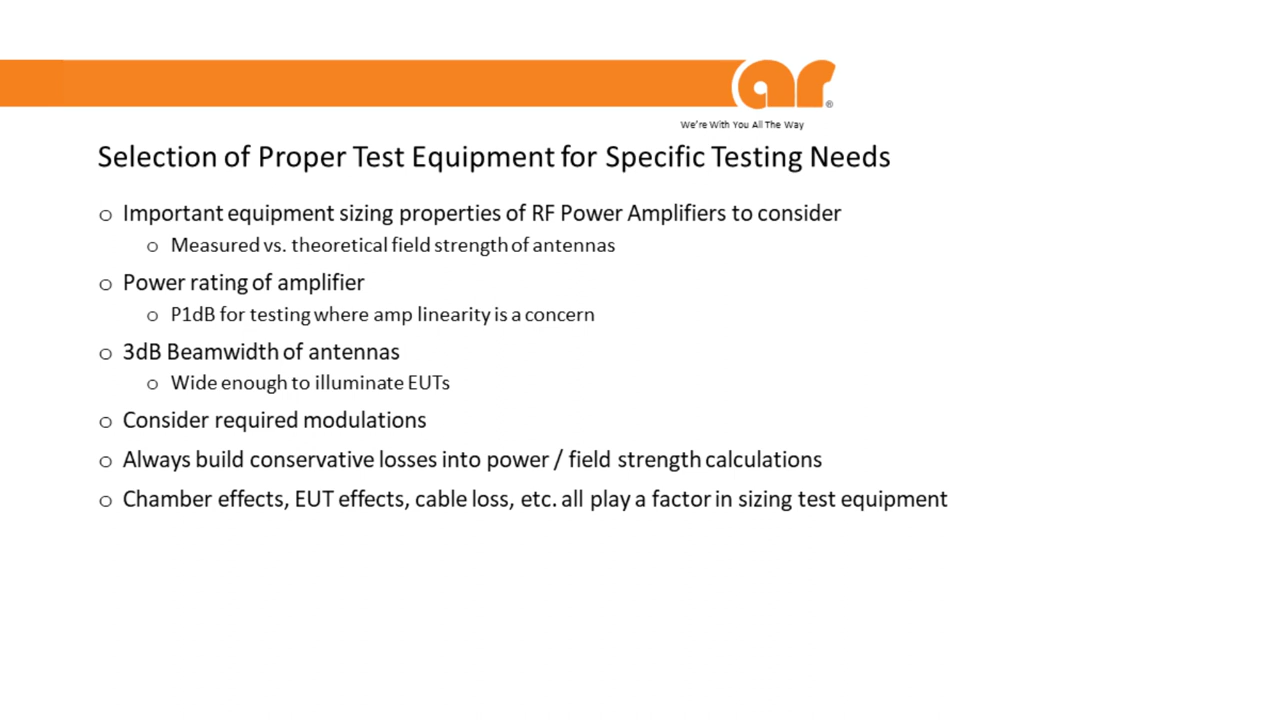 ar®
We're With You All The Way
Selection of Proper Test Equipment for Specific Testing Needs
o Important equipment sizing properties of RF Power Amplifiers to consider
o Measured vs. theoretical field strength of antennas
o Power rating of amplifier
o P1dB for testing where amp linearity is a concern
o 3dB Beamwidth of antennas
o Wide enough to illuminate EUTs
o Consider required modulations
o Always build conservative losses into power / field strength calculations
o Chamber effects, EUT effects, cable loss, etc. all play a factor in sizing test equipment